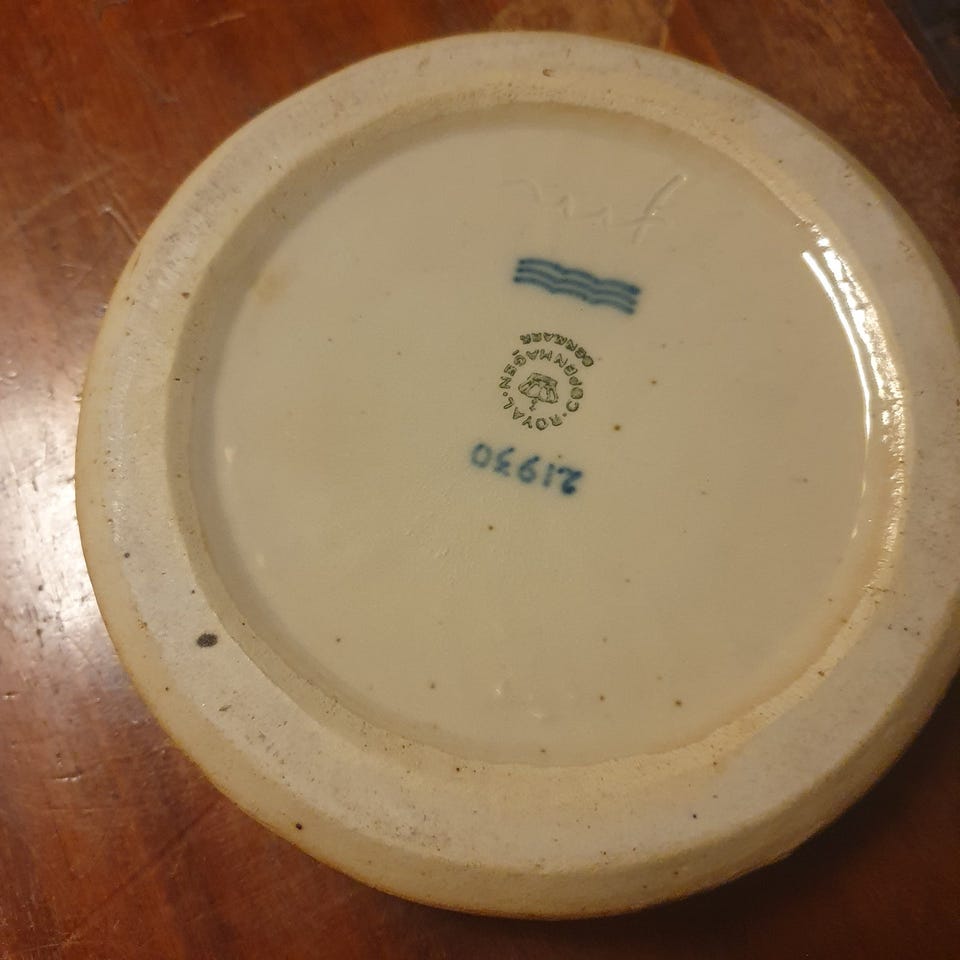 21930
ROYAL. COPENHAGEN.
DENMARK